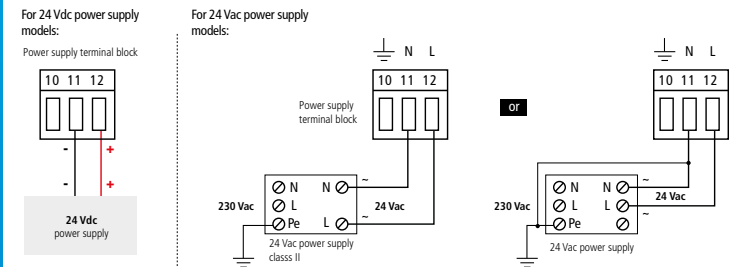 For 24 Vdc power supply
models:
Power supply terminal block
10 11 12
- +
- +
24 Vdc
power supply
For 24 Vac power supply
models:
N L
10 11 12
Power supply
terminal block
~
N N
230 Vac
L
24 Vac
~
Pe L
24 Vac power supply
classs II
or
N L
10 11 12
~
N N
24 Vac
230 Vac
L L
~
Pe
24 Vac power supply